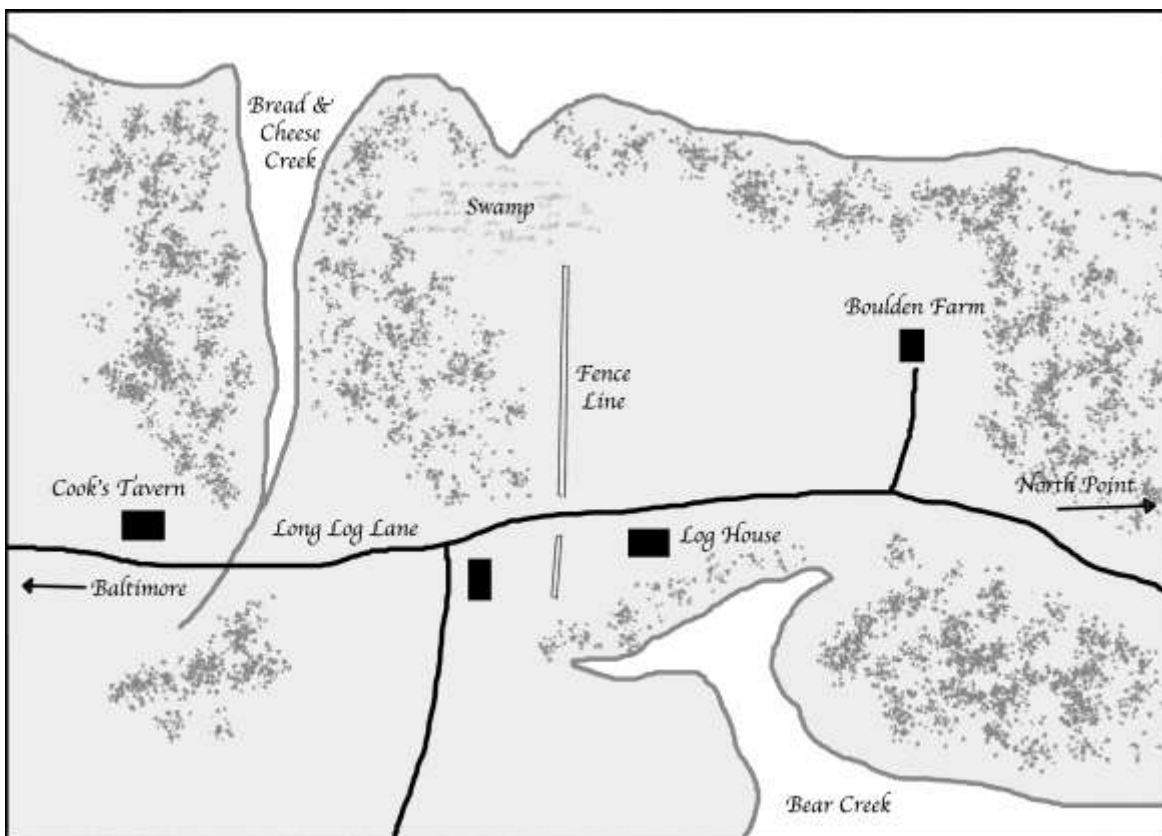 Bread &
Cheese
Creek
Swamp
Boulden Farm
Fence
Line
Cook's Tavern
North Point
Long Log Lane
Log House
Baltimore
Bear Creek